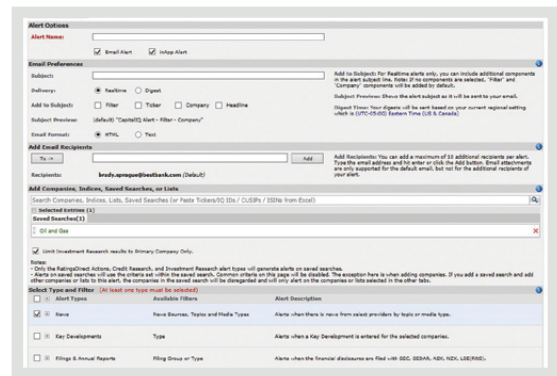 Alert Options
Alert Name:
Email Alert InApp Alert
Email Preferences
Subject:
Add to Subject: For Realtime alerts only, you can include additional components
in the alert subject line. Note: If no components are selected, "Filter" and
"Company" components will be added by default.
Delivery: Realtime Digest
Add to Subject: Filter Ticker Company Headline
Subject Preview: Shows the alert subject as it will be sent to your email.
Subject Preview: (default) "CapitalIQ Alert - Filter - Company"
Digest Time: Your digests will be sent based on your current regional setting
which is (UTC-05:00) Eastern Time (US & Canada)
Email Format: HTML Text
Add Email Recipients
To -> Add
Add Recipients: You can add a maximum of 10 additional recipients per alert.
Type the email address and hit enter or click the Add button. Email attachments
are only supported for the default email, but not for the additional recipients of
your alert.
Recipients: brady.sprague@bestbank.com (Default)
Add Companies, Indices, Saved Searches, or Lists
Search Companies, Indices, Lists, Saved Searches (or Paste Tickers/IQ IDs / CUSIPs / ISINs from Excel)
Selected Entries (1)
Saved Searches(1)
Oil and Gas
Limit Investment Research results to Primary Company Only.
Notes:
- Only the RatingsDirect Actions, Credit Research, and Investment Research alert types will generate alerts on saved searches.
- Alerts on saved searches will use the criteria set within the saved search. Common criteria on this page will be disabled. The exception here is when adding companies. If you add a saved search and add
other companies or lists to this alert, the companies in the saved search will be disregarded and will only alert on the companies or lists selected in the other tabs.
Select Type and Filter (At least one type must be selected)
Alert Types Available Filters Alert Description
News News Sources, Topics and Media Types Alerts when there is news from select providers by topic or media type.
Key Developments Type Alerts when a Key Development is entered for the selected companies.
Filings & Annual Reports Filing Group or Type Alerts when the financial disclosures are filed with SEC, SEDAR, ASX, NZX, LSE(RNS).